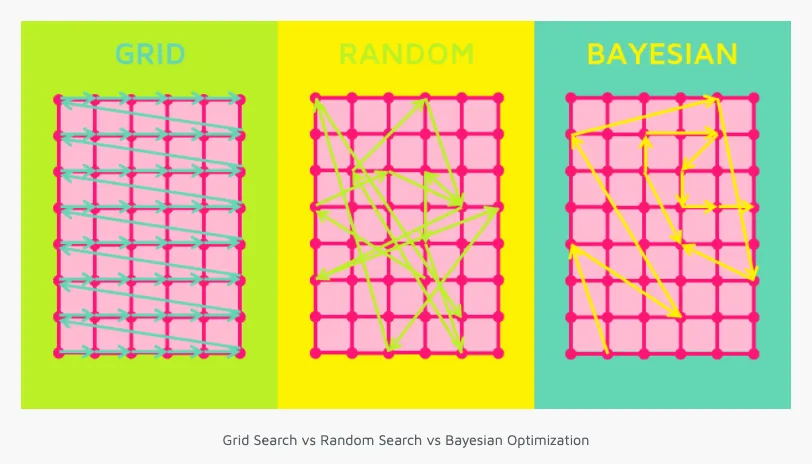 GRID
RANDOM
BAYESIAN
Grid Search vs Random Search vs Bayesian Optimization